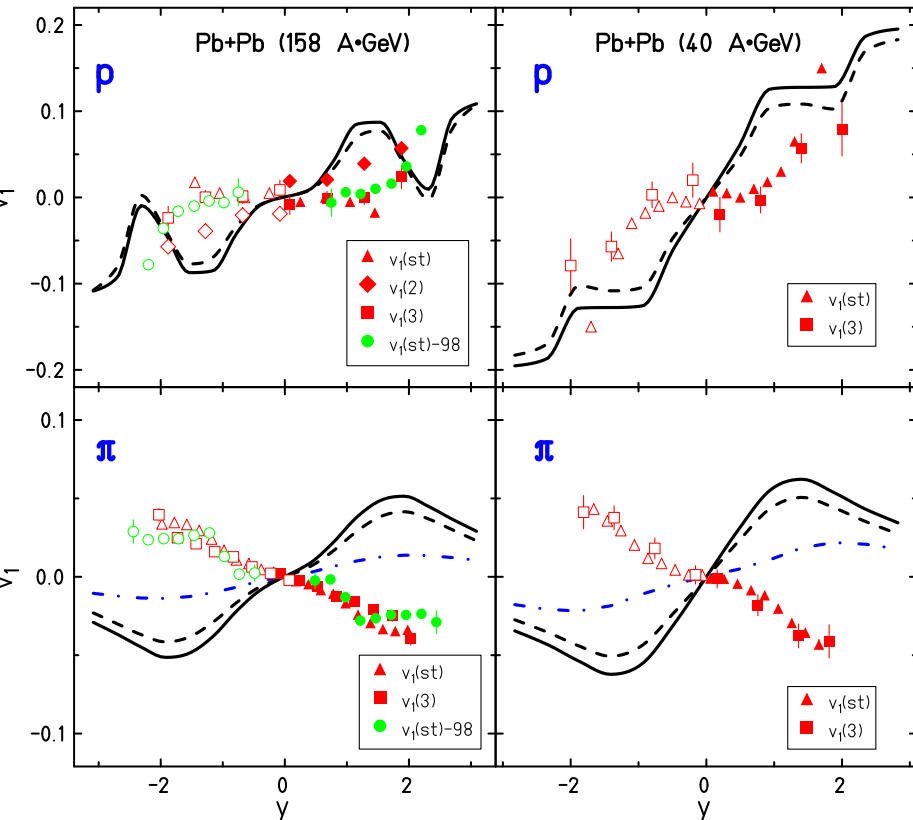 Pb+Pb (158 A•GeV)
p
0.2
0.1
0.0
−0.1
−0.2
v1
v1(st)
v1(2)
v1(3)
v1(st)-98
Pb+Pb (40 A•GeV)
p
v1(st)
v1(3)
π
0.1
0.0
−0.1
v1
v1(st)
v1(3)
v1(st)-98
−2
0
2
y
π
v1(st)
v1(3)
−2
0
2
y